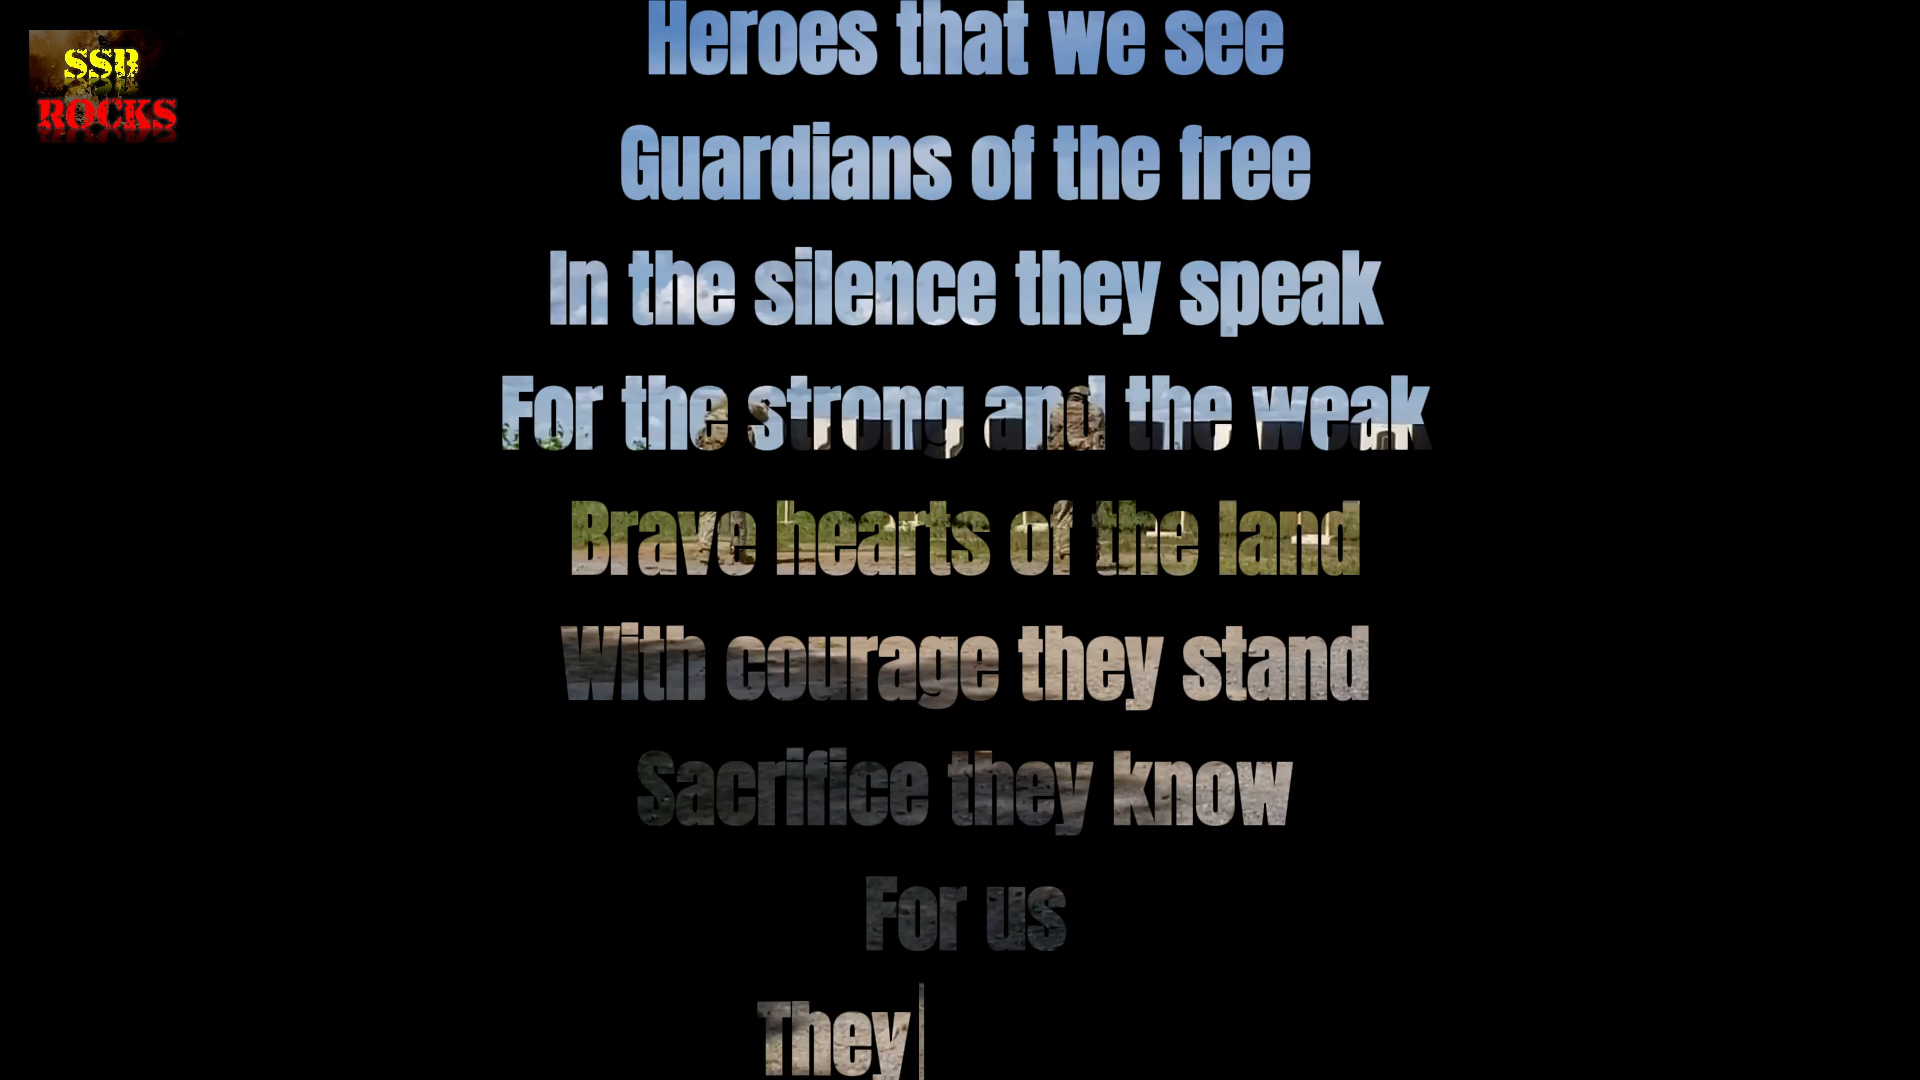 SSB
ROCKS
Heroes that we see
Guardians of the free
In the silence they speak
For the strong and the weak
Brave hearts of the land
With courage they stand
Sacrifice they know
For us
They